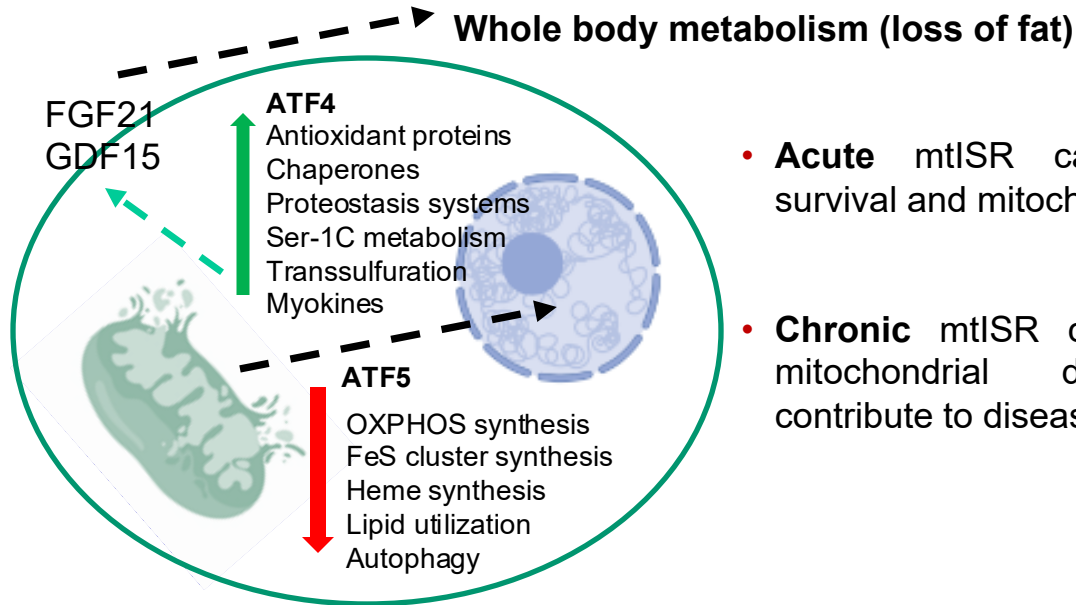 Whole body metabolism (loss of fat)
FGF21
GDF15
ATF4
Antioxidant proteins
Chaperones
Proteostasis systems
Ser-1C metabolism
Transsulfuration
Myokines
ATF5
OXPHOS synthesis
FeS cluster synthesis
Heme synthesis
Lipid utilization
Autophagy
• Acute mtISR
survival and
• Chronic mtISR
mitochondrial
contribute to